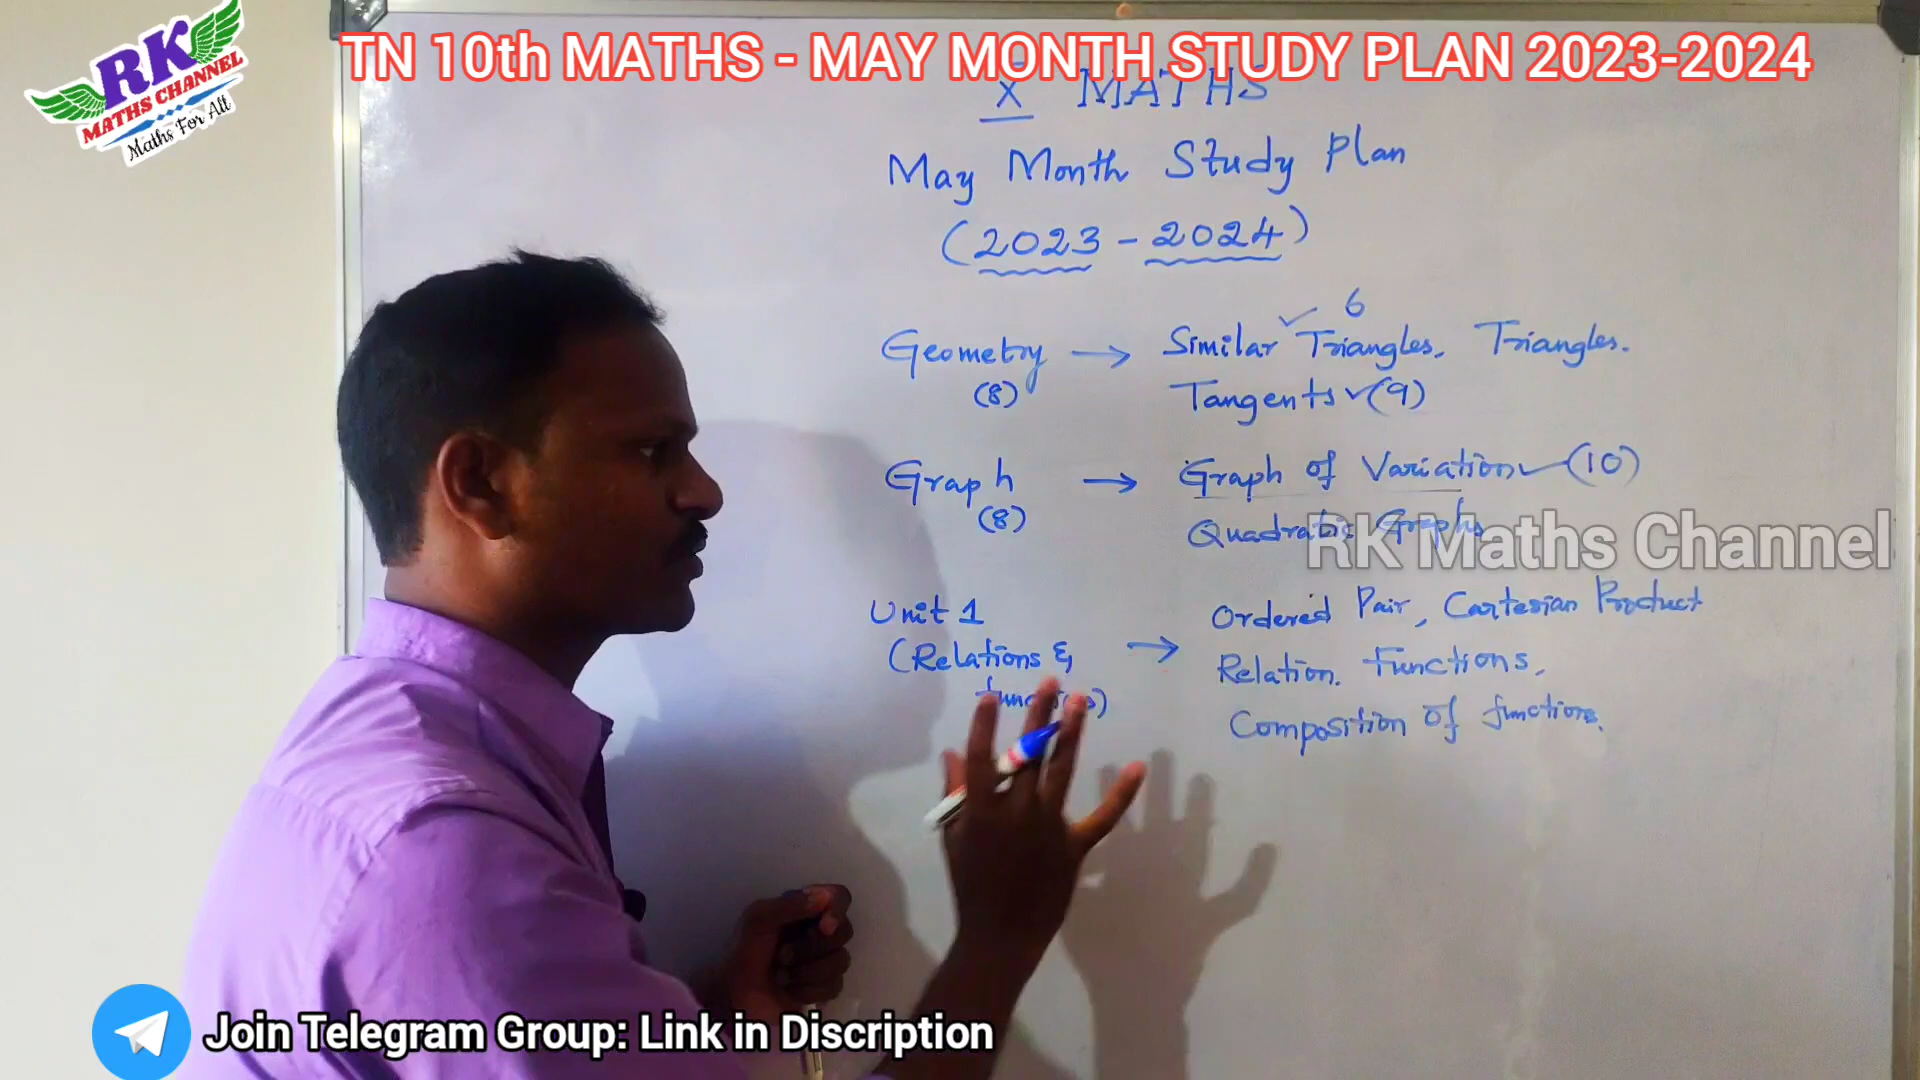 RK
MATHS CHANNEL
Maths For All
TN 10th MATHS - MAY MONTH STUDY PLAN 2023-2024
X MATHS
May Month Study Plan
(2023 - 2024)
6
Geometry → Similar ✓ Triangles, Triangles.
(8) Tangents ✓ (9)
Graph → Graph of Variation ✓ (10)
(8) Quadratic Graphs
RK Maths Channel
Unit 1 Ordered Pair, Cartesian Product
(Relations & → Relation. Functions,
functions) Composition of functions.
Join Telegram Group: Link in Discription